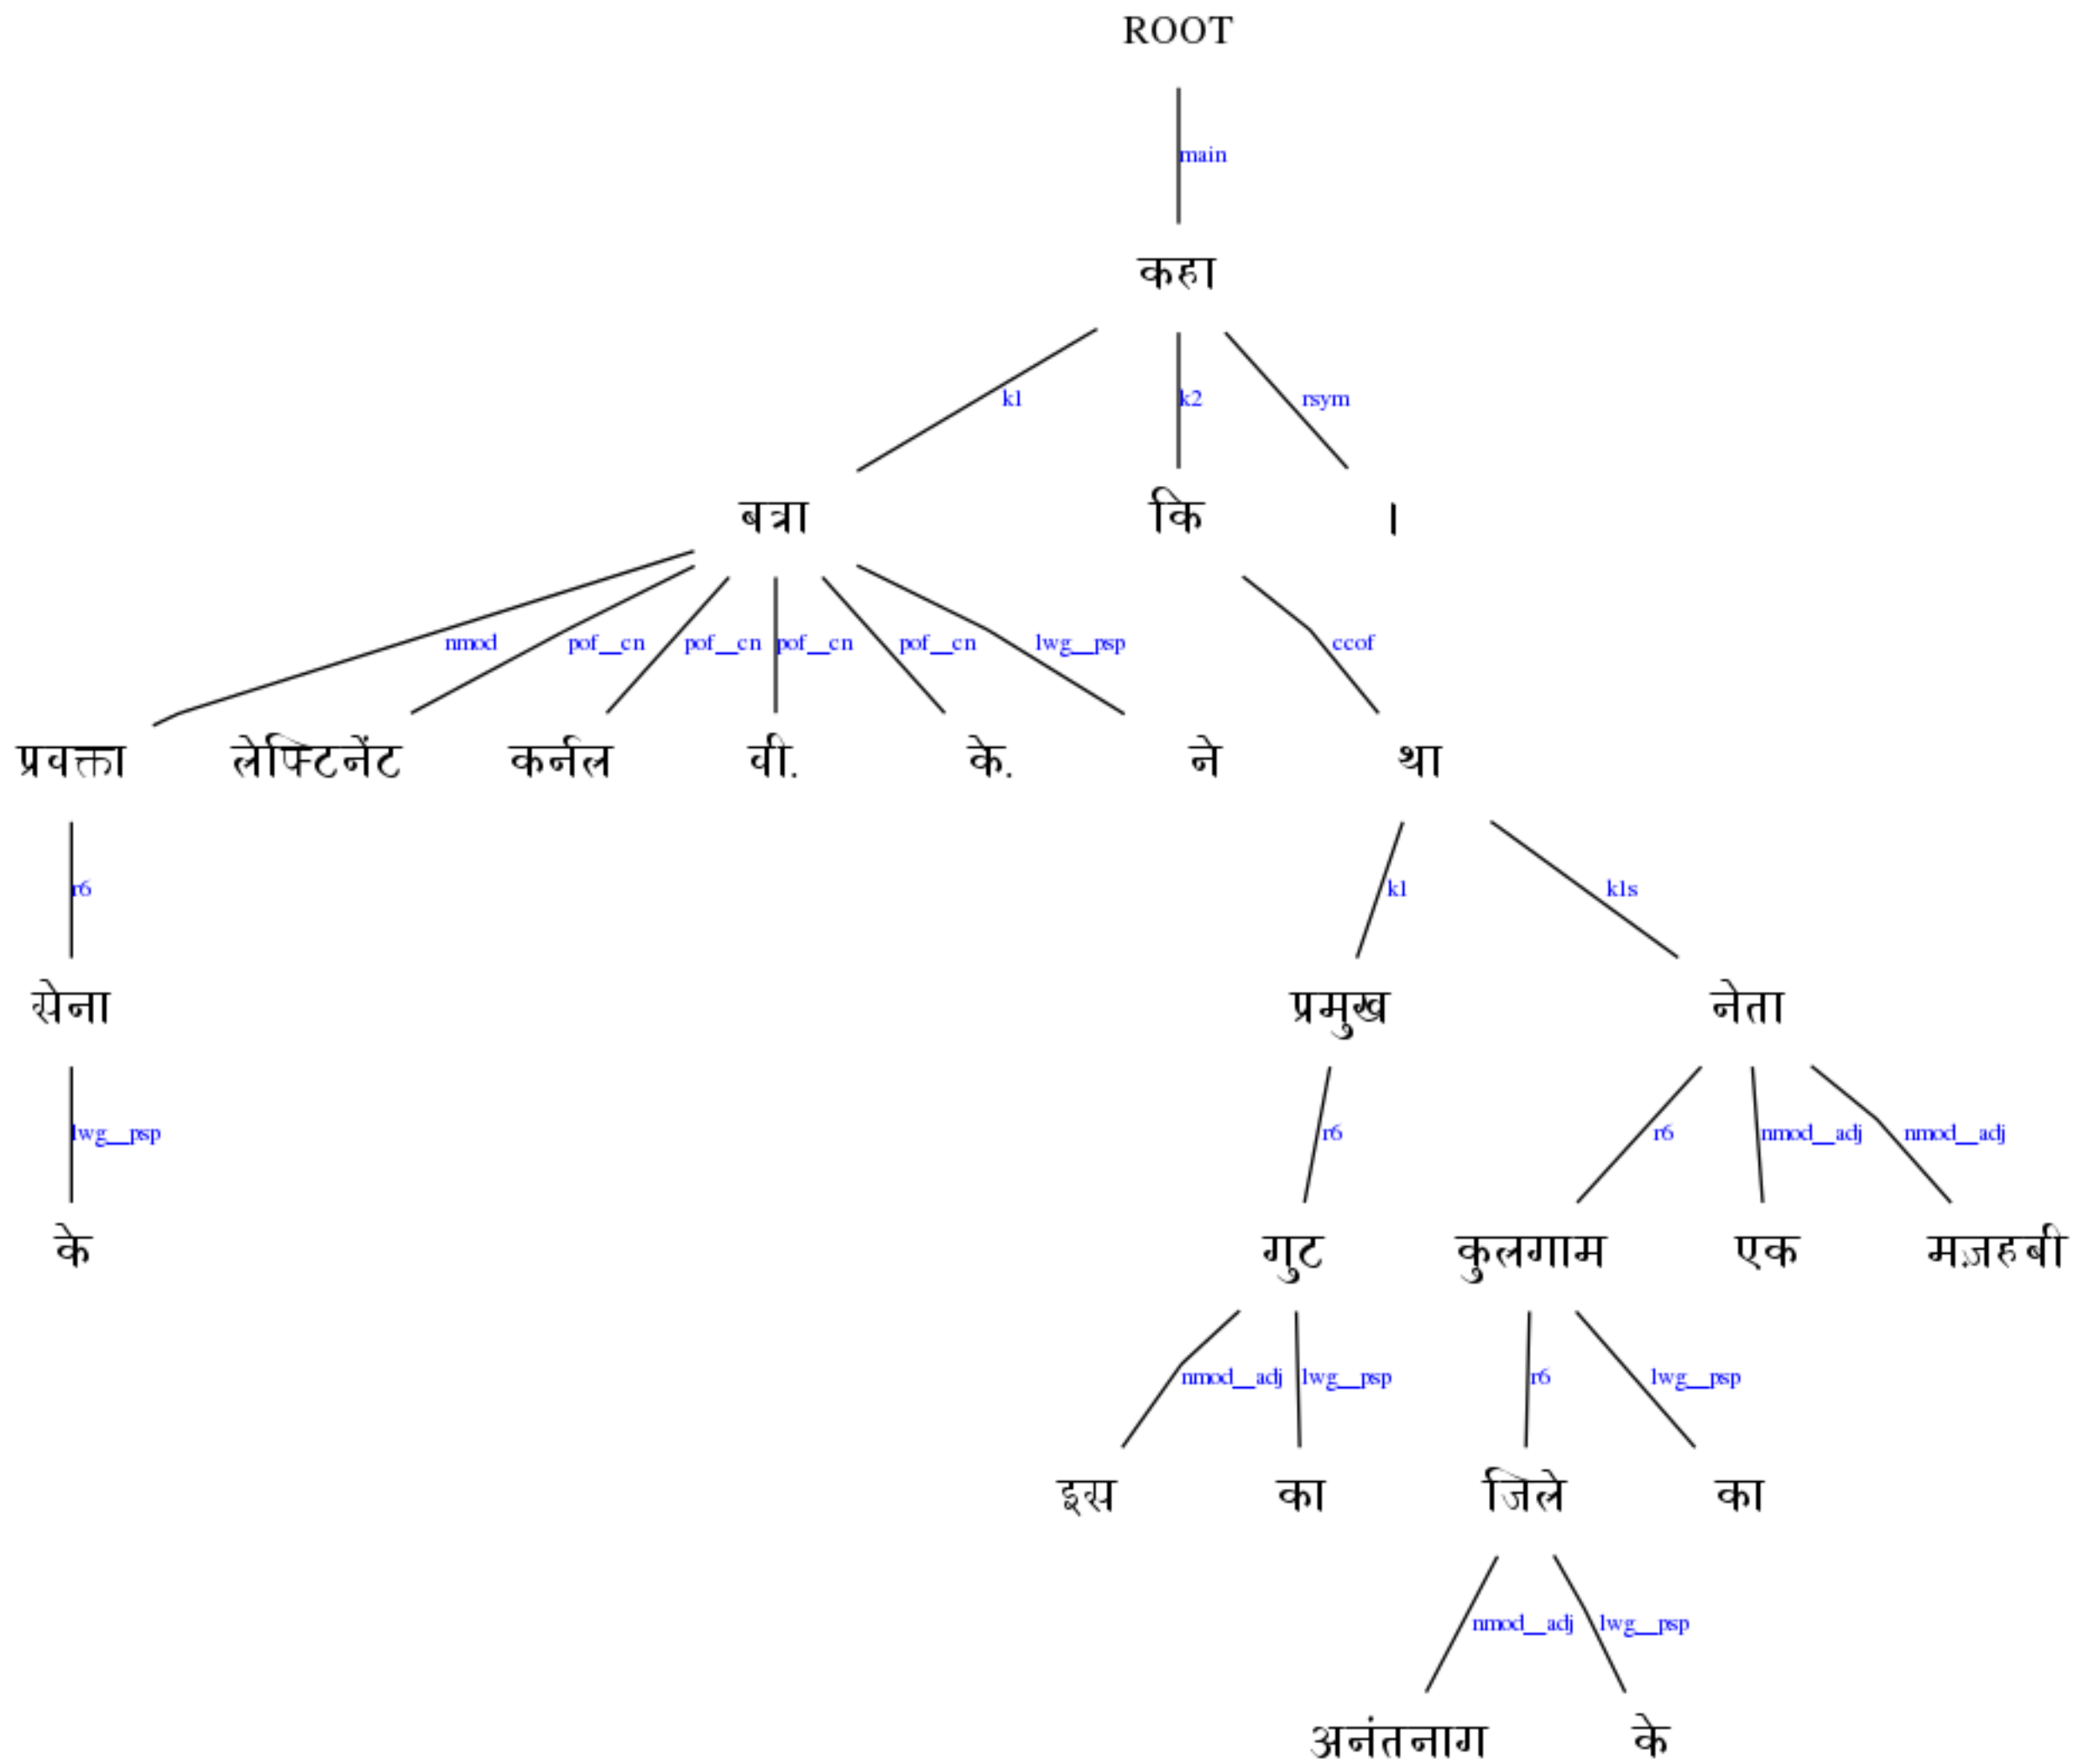 ROOT
main
कहा
k1 k2 rsym
बत्रा कि ।
nmod pof__cn pof__cn pof__cn pof__cn lwg__psp ccof
प्रवक्ता लेफ्टिनेंट कर्नल वी. के. ने था
r6 k1 k1s
सेना प्रमुख नेता
lwg__psp r6 r6 nmod__adj nmod__adj
के गुट कुलगाम एक मज़हबी
nmod__adj lwg__psp r6 lwg__psp
इस का जिले का
nmod__adj lwg__psp
अनंतनाग के